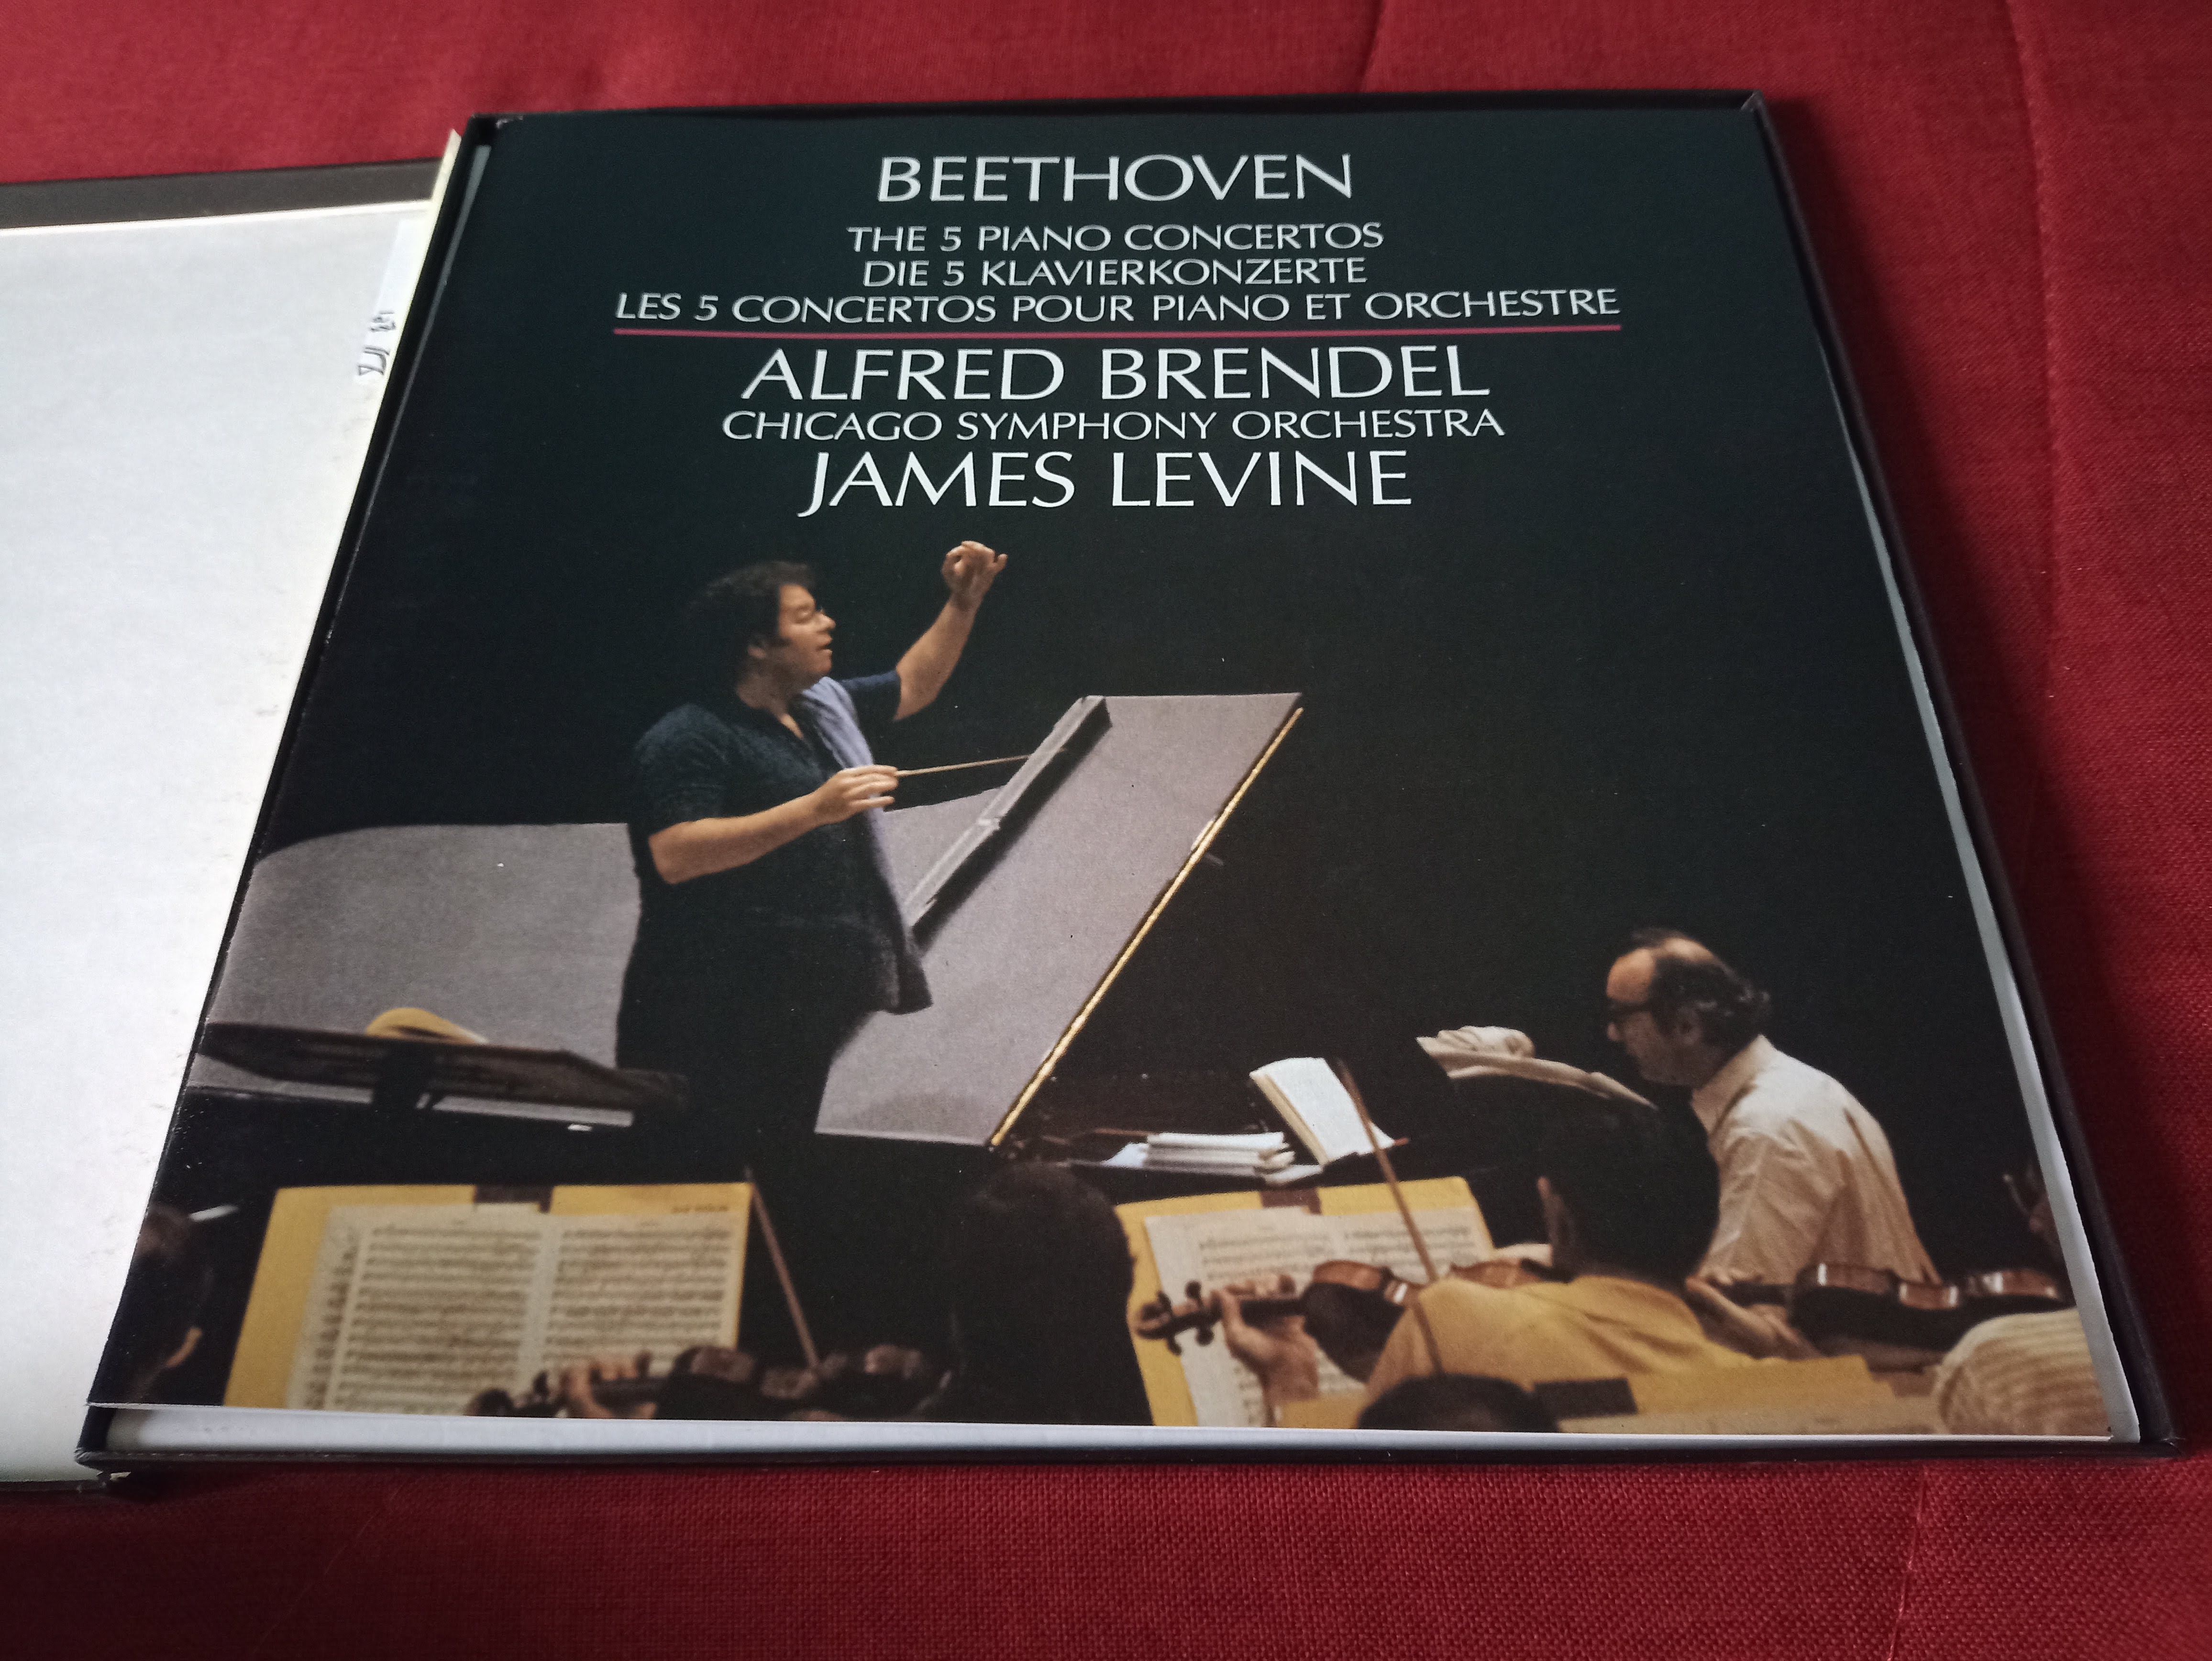 BEETHOVEN
THE 5 PIANO CONCERTOS
DIE 5 KLAVIERKONZERTE
LES 5 CONCERTOS POUR PIANO ET ORCHESTRE
ALFRED BRENDEL
CHICAGO SYMPHONY ORCHESTRA
JAMES LEVINE